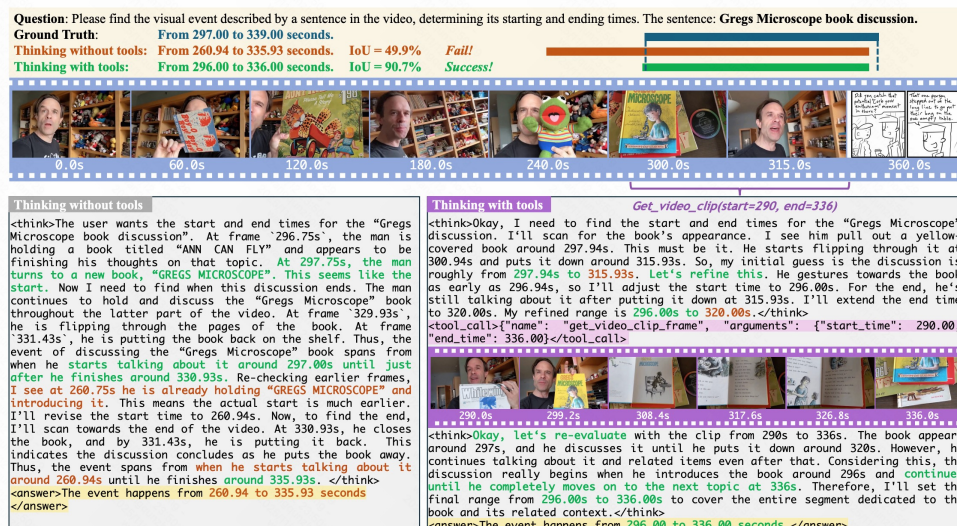 Question: Please find the visual event described by a sentence in the video, determining its starting and ending times. The sentence: Gregs Microscope book discussion.
Ground Truth: From 297.00 to 339.00 seconds.
Thinking without tools: From 260.94 to 335.93 seconds. IoU = 49.9% Fail!
Thinking with tools: From 296.00 to 336.00 seconds. IoU = 90.7% Success!
MICROSCOPE
0.0s 60.0s 120.0s 180.0s 240.0s 300.0s 315.0s 360.0s
Get_video_clip(start=290, end=336)
Thinking without tools
<think>The user wants the start and end times for the “Gregs
Microscope book discussion. At frame `296.75s`, the man is
holding a book titled “ANN CAN FLY” and appears to be
finishing his thoughts on that topic. At 297.75s, the man
turns to a new book, “GREGS MICROSCOPE”. This seems like the
start. Now I need to find when this discussion ends. The man
continues to hold and discuss the “Gregs Microscope” book
throughout the latter part of the video. At frame `329.93s`,
he is flipping through the pages of the book. At frame
`331.43s`, he is putting the book back on the shelf. Thus, the
event of discussing the “Gregs Microscope” book spans from
when he starts talking about it around 297.00s until just
after he finishes around 330.93s. Re-checking earlier frames,
I see at 260.75s he is already holding “GREGS MICROSCOPE” and
introducing it. This means the actual start is much earlier.
I’ll revise the start time to 260.94s. Now, to find the end,
I’ll scan towards the end of the video. At 330.93s, he closes
the book, and by 331.43s, he is putting it back. This
indicates the discussion concludes as he puts the book away.
Thus, the event spans from when he starts talking about it
around 260.94s until he finishes around 335.93s. </think>
<answer>The event happens from 260.94 to 335.93 seconds
</answer>
Thinking with tools
<think>Okay, I need to find the start and end times for the “Gregs Microscope”
discussion. I’ll scan for the book’s appearance. I see him pull out a yellow-
covered book around 297.94s. This must be it. He starts flipping through it at
300.94s and puts it down around 315.93s. So, my initial guess is the discussion is
roughly from 297.94s to 315.93s. Let‘s refine this. He gestures towards the book
as early as 296.94s, so I’ll adjust the start time to 296.00s. For the end, he‘s
still talking about it after putting it down at 315.93s. I’ll extend the end time
to 320.00s. My refined range is 296.00s to 320.00s.</think>
<tool_call>{"name": "get_video_clip_frame", "arguments": {"start_time": 290.00
"end_time": 336.00}</tool_call>
290.0s 299.2s 308.4s 317.6s 326.8s 336.0s
<think>Okay, let‘s re-evaluate with the clip from 290s to 336s. The book appear
around 297s, and he discusses it until he puts it down around 320s. However, h
continues talking about it and related items even after that. Considering this, th
discussion really begins when he introduces the book around 296s and continue
until he completely moves on to the next topic at 336s. Therefore, I’ll set th
final range from 296.00s to 336.00s to cover the entire segment dedicated to th
book and its related context.</think>
<answer>The event happens from 296.00 to 336.00 seconds.</answer>